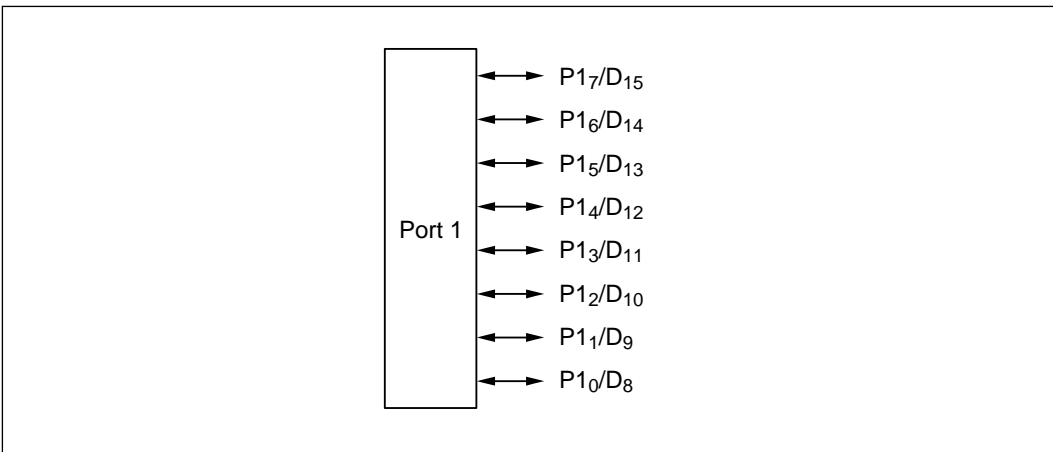 P1₇/D₁₅
P1₆/D₁₄
P1₅/D₁₃
P1₄/D₁₂
Port 1
P1₃/D₁₁
P1₂/D₁₀
P1₁/D₉
P1₀/D₈